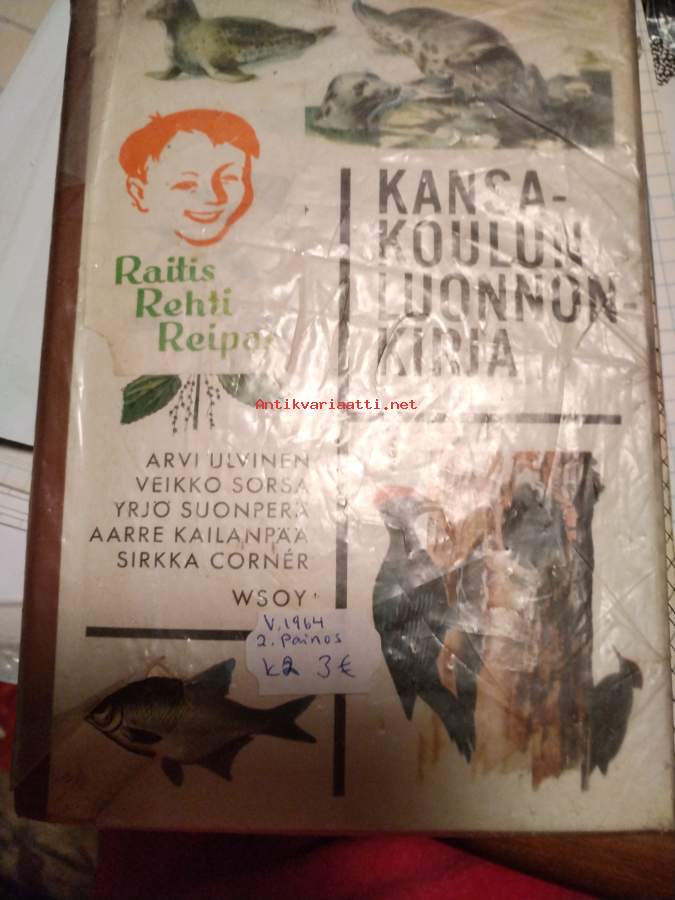 Raitis
Rehti
Reipas
KANSA-
KOULUN
LUONNON-
KIRJA
Antikvariaatti.net
ARVI ULVINEN
VEIKKO SORSA
YRJÖ SUONPERÄ
AARRE KAILANPÄÄ
SIRKKA CORNÉR
WSOY
V. 1964
2. painos
K2 3 €